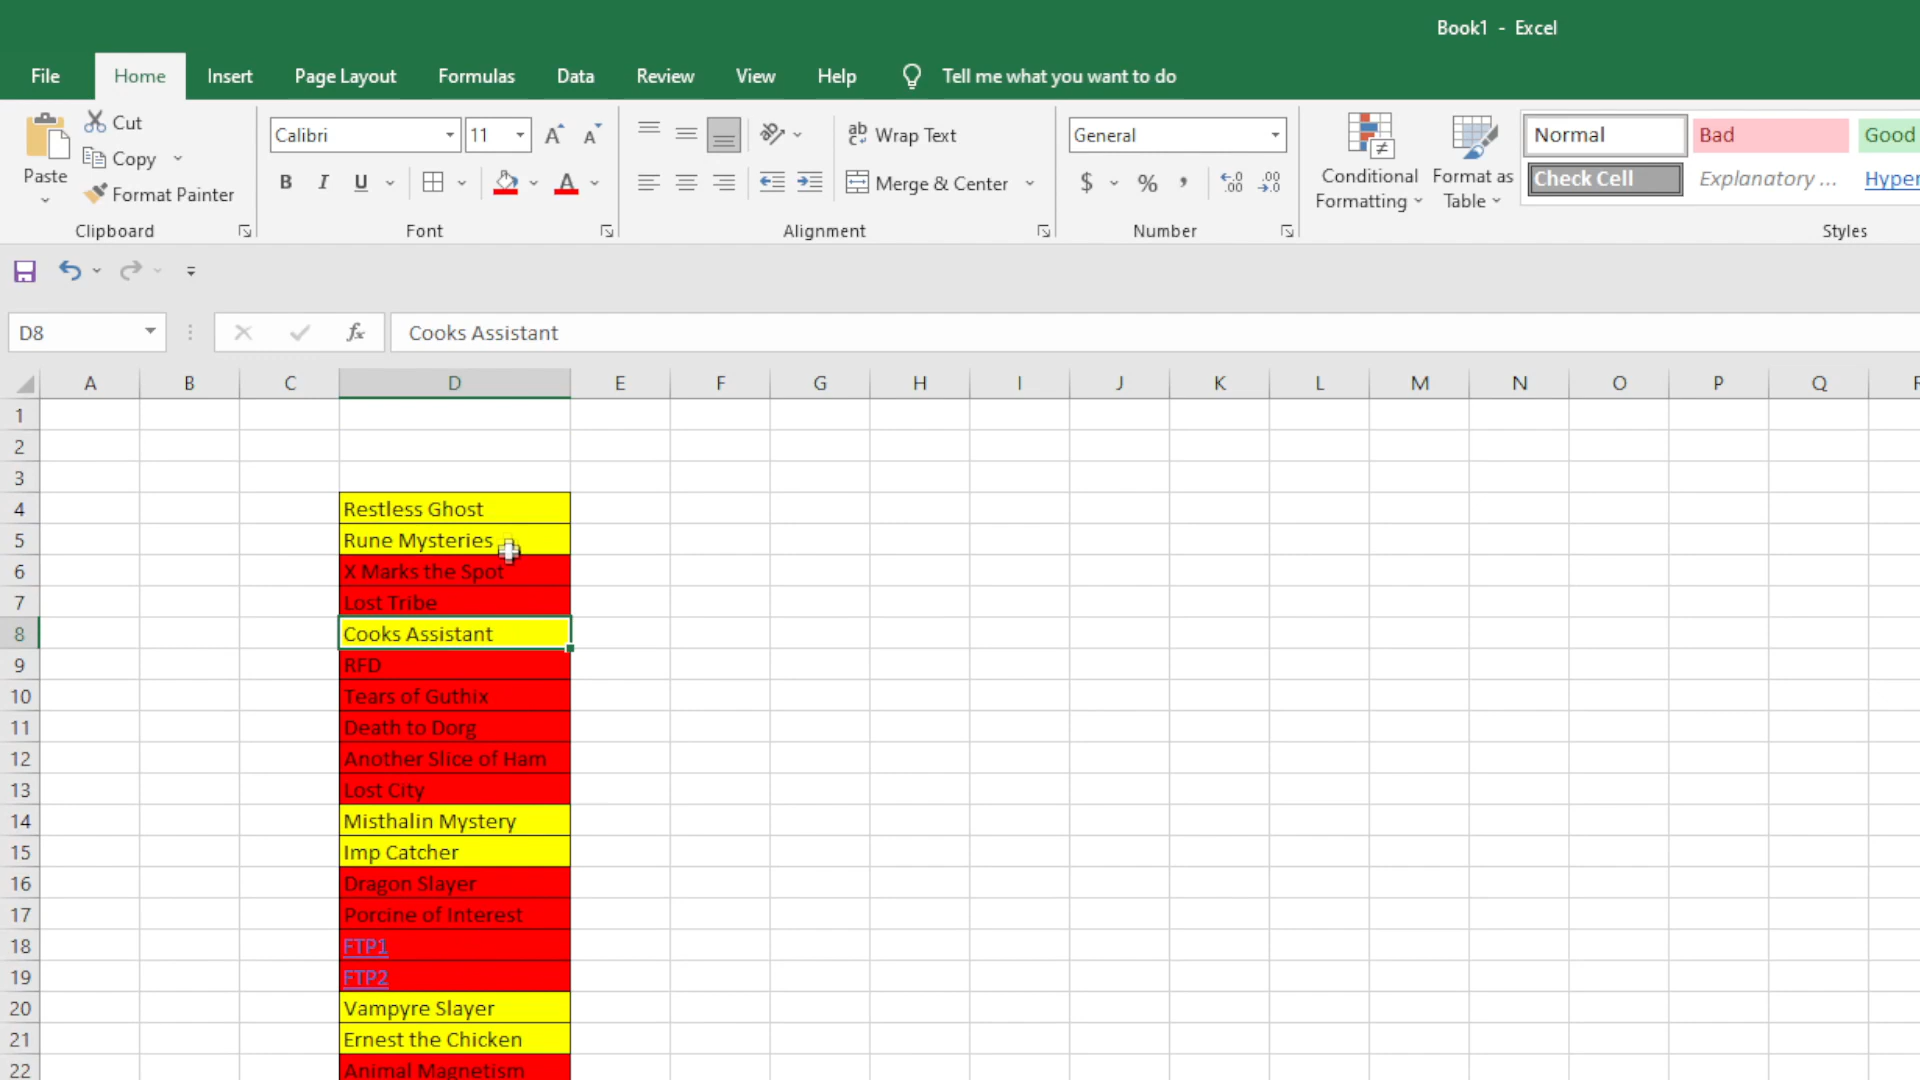 Book1 - Excel
File Home Insert Page Layout Formulas Data Review View Help Tell me what you want to do
Paste
Cut
Copy
Format Painter
Clipboard
Calibri 11
B I U A
Font
ab Wrap Text
Merge & Center
Alignment
General
$ % , .00 .00
Number
Conditional Formatting
Format as Table
Normal Bad Good
Check Cell Explanatory ... Hyper
Styles
D8 fx Cooks Assistant
A B C D E F G H I J K L M N O P Q
1
2
3
4 Restless Ghost
5 Rune Mysteries
6 X Marks the Spot
7 Lost Tribe
8 Cooks Assistant
9 RFD
10 Tears of Guthix
11 Death to Dorg
12 Another Slice of Ham
13 Lost City
14 Misthalin Mystery
15 Imp Catcher
16 Dragon Slayer
17 Porcine of Interest
18 FTP1
19 FTP2
20 Vampyre Slayer
21 Ernest the Chicken
22 Animal Magnetism